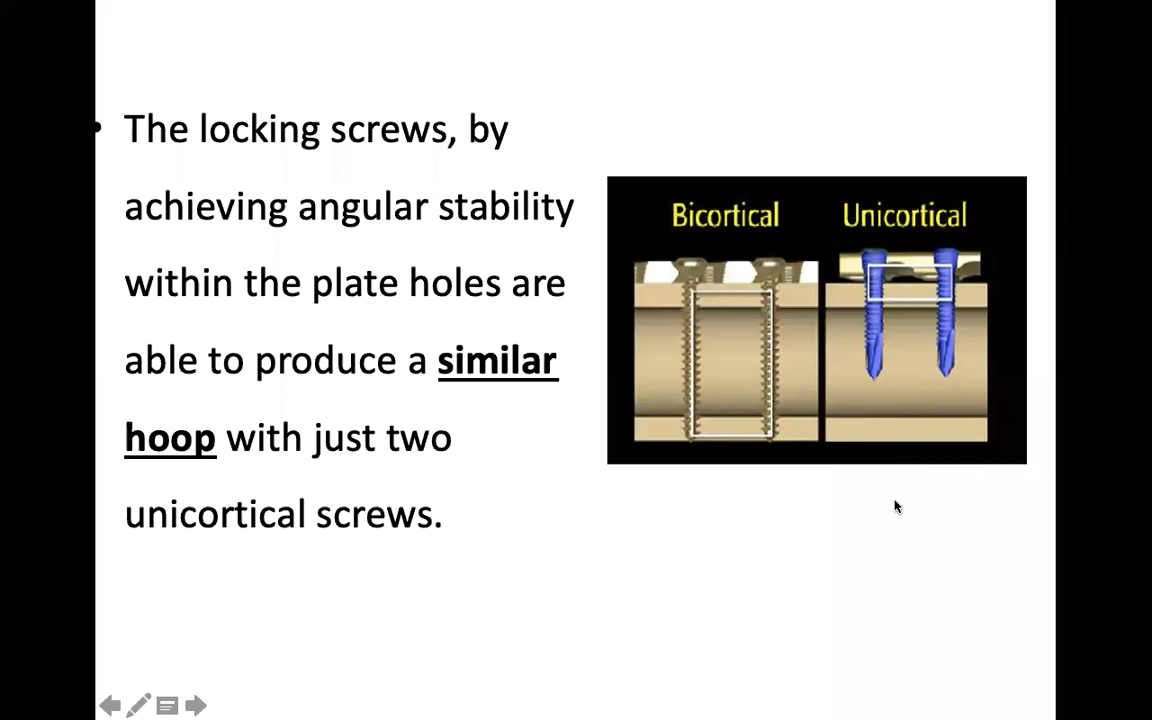 • The locking screws, by
achieving angular stability
within the plate holes are
able to produce a similar
hoop with just two
unicortical screws.
Bicortical
Unicortical